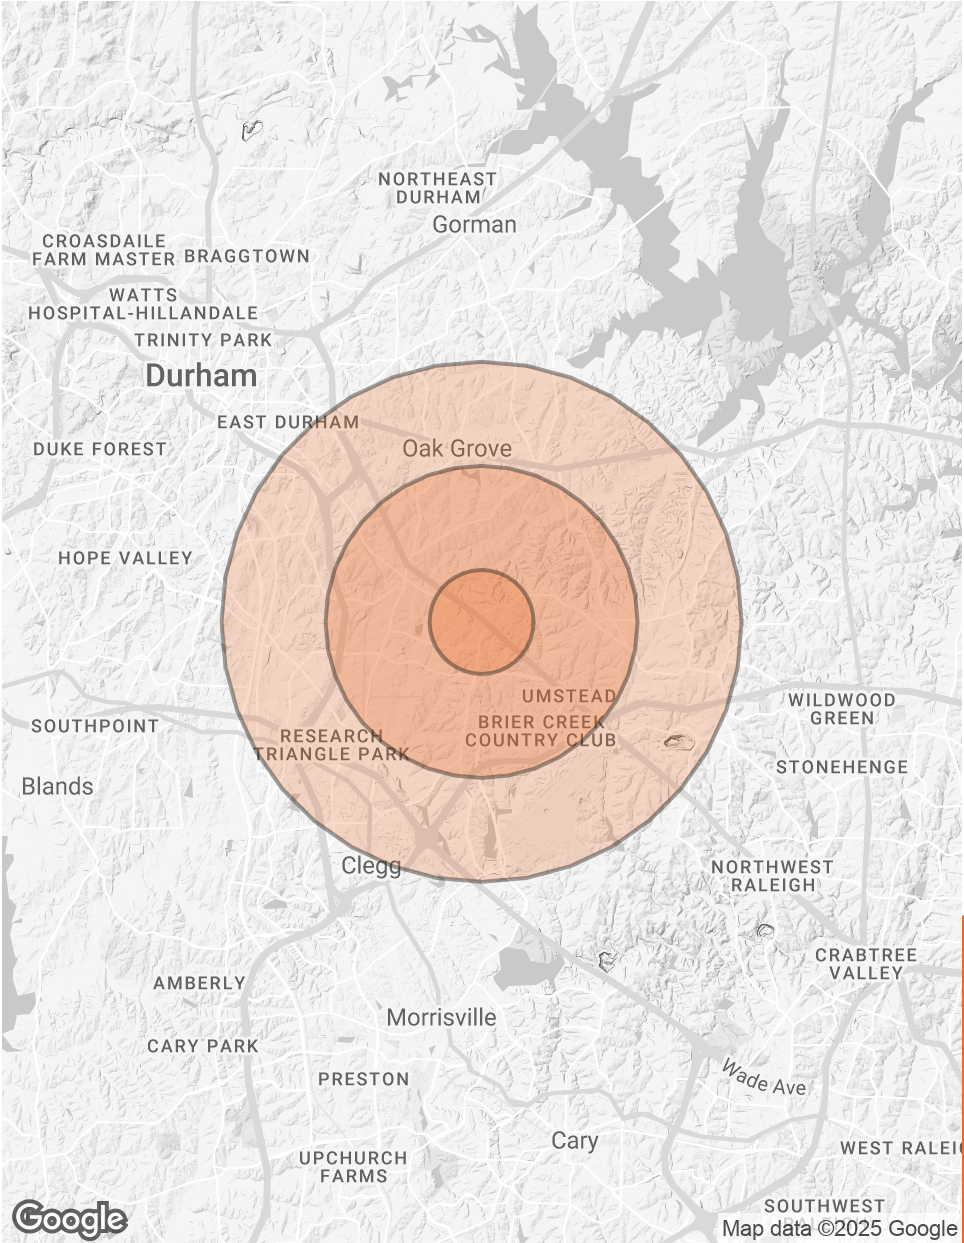 NORTHEAST
DURHAM
Gorman
CROASDAILE
FARM MASTER
BRAGGTOWN
WATTS
HOSPITAL-HILLANDALE
TRINITY PARK
Durham
EAST DURHAM
DUKE FOREST
Oak Grove
HOPE VALLEY
UMSTEAD
WILDWOOD
GREEN
SOUTHPOINT
BRIER CREEK
COUNTRY CLUB
RESEARCH
TRIANGLE PARK
STONEHENGE
Blands
Clegg
NORTHWEST
RALEIGH
CRABTREE
VALLEY
AMBERLY
Morrisville
CARY PARK
PRESTON
Wade Ave
Cary
WEST RALEI
UPCHURCH
FARMS
SOUTHWEST
Google
Map data ©2025 Google